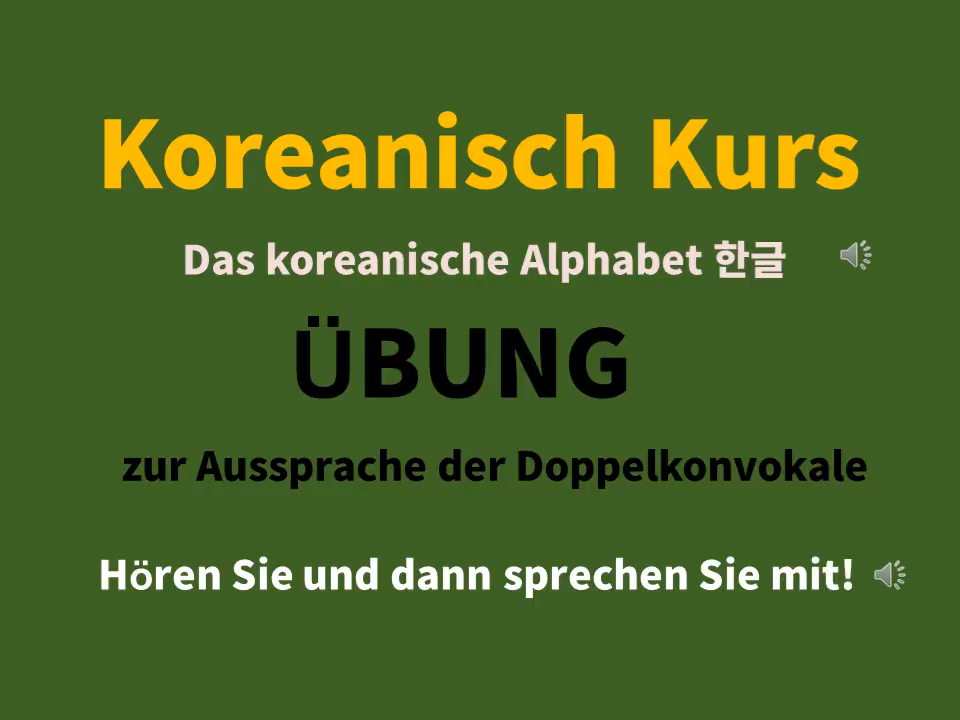 Koreanisch Kurs
Das koreanische Alphabet 한글
ÜBUNG
zur Aussprache der Doppelkonvokale
Hören Sie und dann sprechen Sie mit!